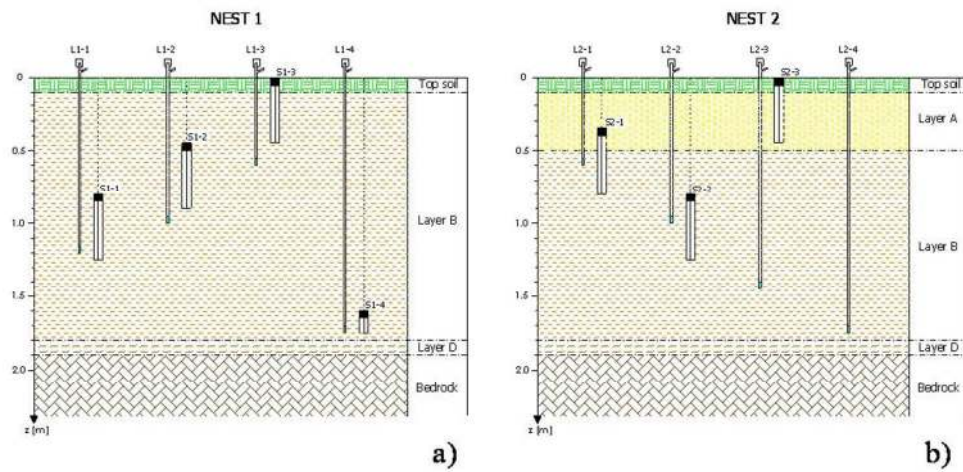 NEST 1
NEST 2
L1-1
L1-2
L1-3
L1-4
S1-3
L2-1
L2-2
L2-3
L2-4
S2-3
0
Top soil
0
Top soil
S1-2
S2-1
Layer A
0.5
0.5
S1-1
S2-2
1.0
Layer B
1.0
Layer B
1.5
1.5
S1-4
Layer D
Layer D
2.0
Bedrock
2.0
Bedrock
z [m]
a)
z [m]
b)